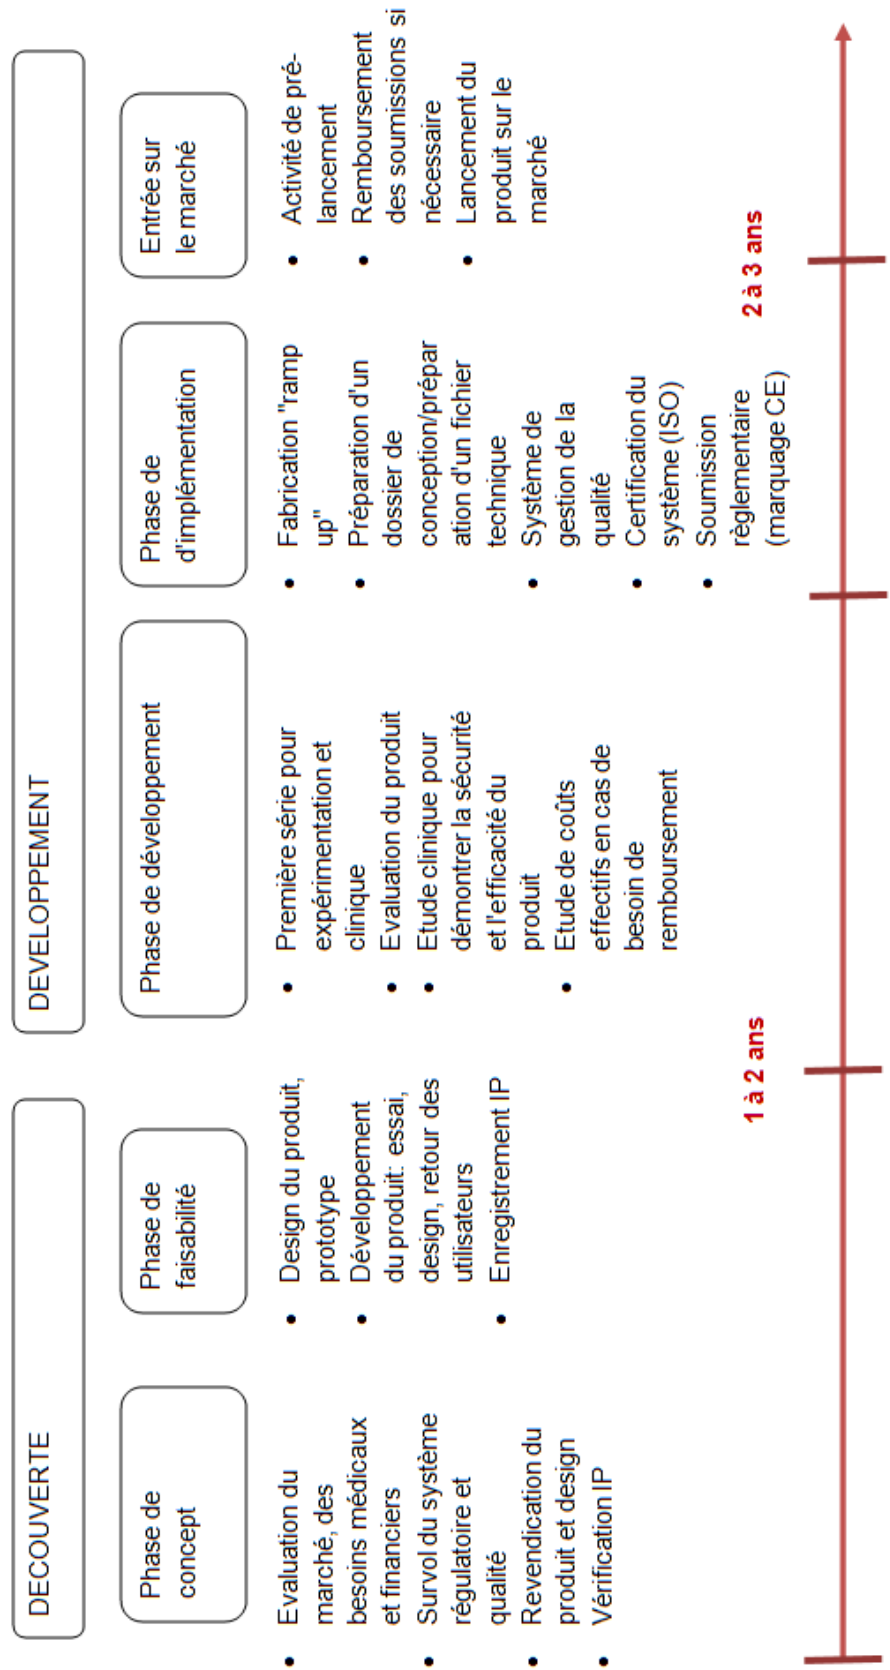 DECOUVERTE
DEVELOPPEMENT
Phase de
concept
Phase de
faisabilité
Phase de développement
Phase de
d'implémentation
Entrée sur
le marché
• Evaluation du
marché, des
besoins médicaux
et financiers
• Survol du système
régulatoire et
qualité
• Revendication du
produit et design
• Vérification IP
• Design du produit,
prototype
• Développement
du produit: essai,
design, retour des
utilisateurs
• Enregistrement IP
• Première série pour
expérimentation et
clinique
• Evaluation du produit
• Etude clinique pour
démontrer la sécurité
et l'efficacité du
produit
• Etude de coûts
effectifs en cas de
besoin de
remboursement
• Fabrication "ramp
up"
• Préparation d'un
dossier de
conception/prépar
ation d'un fichier
technique
• Système de
gestion de la
qualité
• Certification du
système (ISO)
• Soumission
règlementaire
(marquage CE)
• Activité de pré-
lancement
• Remboursement
des soumissions si
nécessaire
• Lancement du
produit sur le
marché
1 à 2 ans
2 à 3 ans